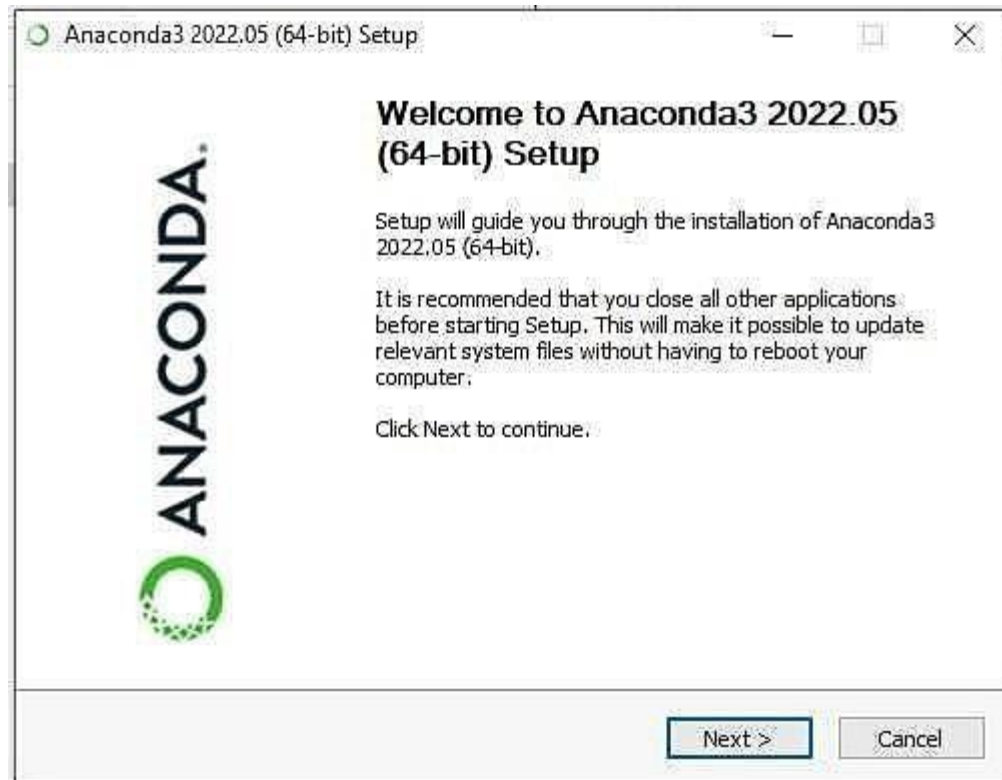 Anaconda3 2022.05 (64-bit) Setup
Welcome to Anaconda3 2022.05
(64-bit) Setup
ANACONDA.
Setup will guide you through the installation of Anaconda3
2022.05 (64-bit).
It is recommended that you close all other applications
before starting Setup. This will make it possible to update
relevant system files without having to reboot your
computer.
Click Next to continue.
Next >
Cancel